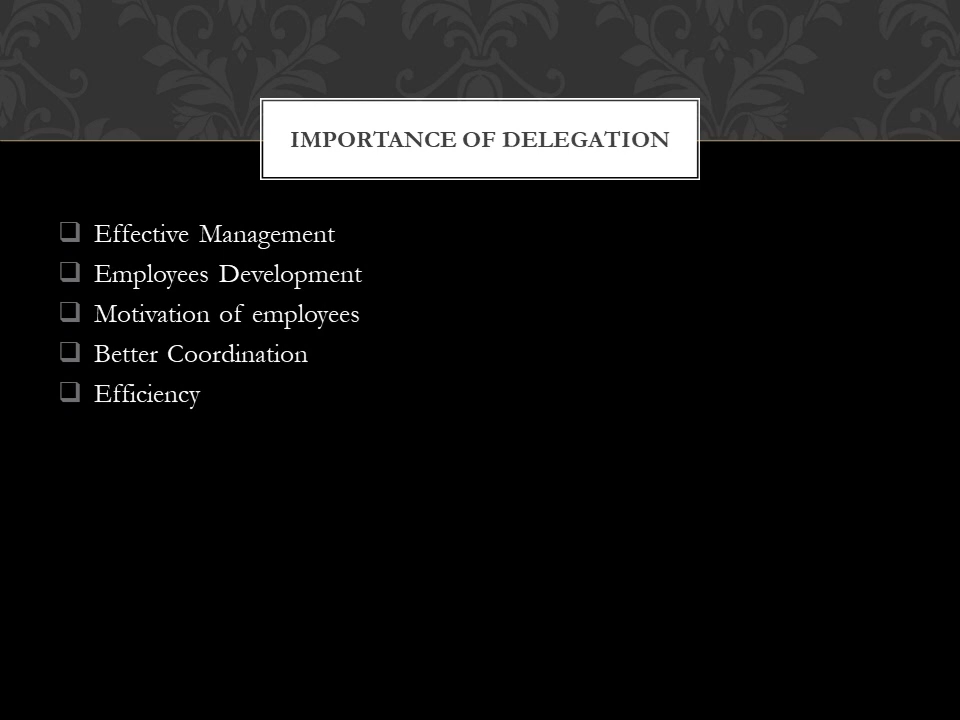 IMPORTANCE OF DELEGATION
Effective Management
Employees Development
Motivation of employees
Better Coordination
Efficiency